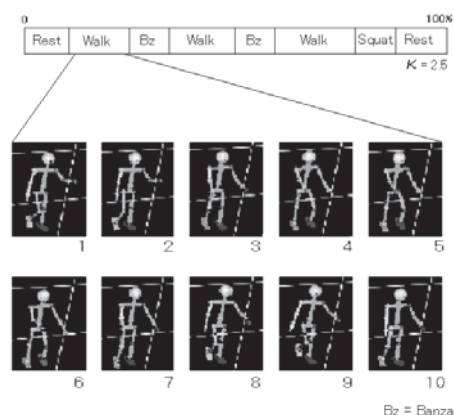 0 100%
Rest Walk Bz Walk Bz Walk Squat Rest
K = 2.5
1 2 3 4 5
6 7 8 9 10
Bz = Banza